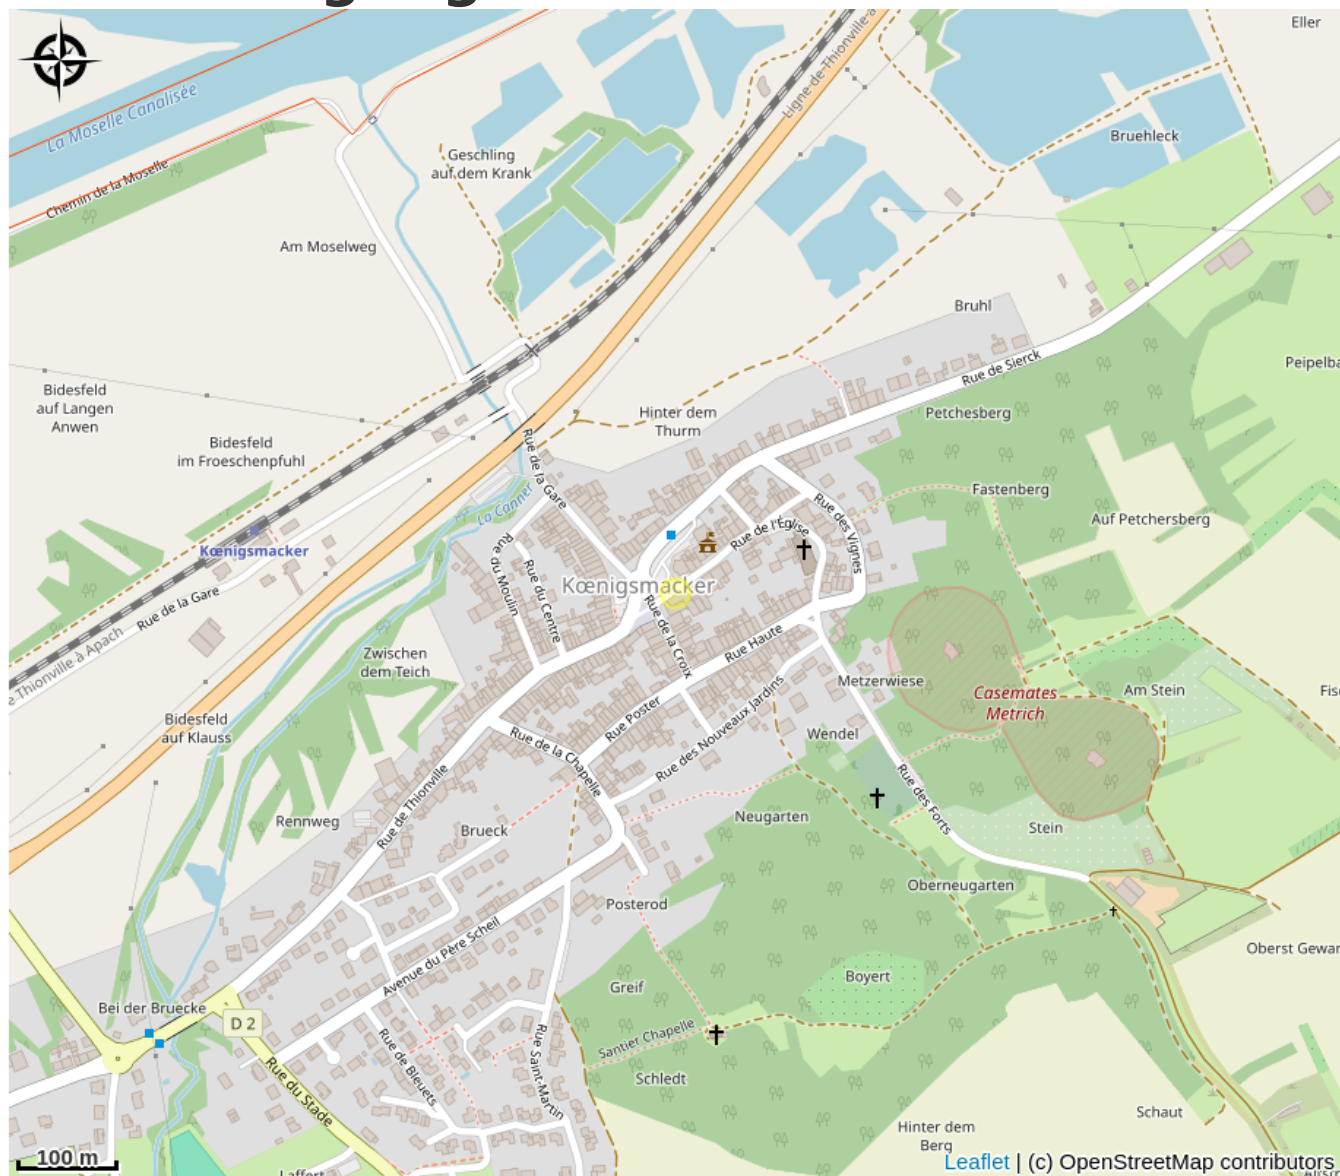 Eller
Ligne de Thionville à
La Moselle Canalisée
Bruehleck
Geschling
auf dem Krank
Chemin de la Moselle
Am Moselweg
Bruhl
Rue de Sierck
Peipelba
Bidesfeld
auf Langen
Anwen
Hinter dem
Thurm
Petchesberg
Bidesfeld
im Froeschenpfuhl
Rue de la Gare
Fastenberg
La Canner
Rue des Vignes
Auf Petchersberg
Rue de l'Église
Kœnigsmacker
Rue du Moulin
Rue du Centre
Kœnigsmacker
Rue de la Gare
Rue de la Croix
Rue Haute
e Thionville à Apach
Zwischen
dem Teich
Metzerwiese
Casemates
Metrich
Am Stein
Fisc
Bidesfeld
auf Klauss
Rue Poster
Rue des Nouveaux Jardins
Wendel
Rue de la Chapelle
Rue de Thionville
Rue des Forts
Rennweg
Brueck
Neugarten
Stein
Oberneugarten
Posterod
Avenue du Père Scheil
Oberst Gewan
Greif
Boyert
Bei der Bruecke
D 2
Santier Chapelle
Rue de Bleuets
Rue Saint-Martin
Schledt
Rue du Stade
Schaut
Hinter dem
Berg
100 m
Laffert
Leaflet | (c) OpenStreetMap contributors